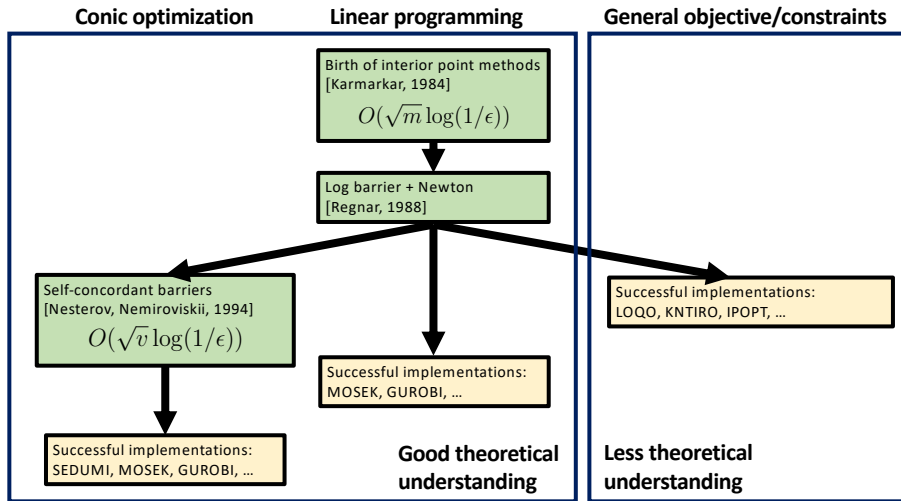 Conic optimization
Linear programming
General objective/constraints
Birth of interior point methods
[Karmarkar, 1984]
O(√m log(1/ϵ))
Log barrier + Newton
[Regnar, 1988]
Self-concordant barriers
[Nesterov, Nemiroviskii, 1994]
O(√v log(1/ϵ))
Successful implementations:
LOQO, KNTIRO, IPOPT, …
Successful implementations:
MOSEK, GUROBI, …
Successful implementations:
SEDUMI, MOSEK, GUROBI, …
Good theoretical
understanding
Less theoretical
understanding